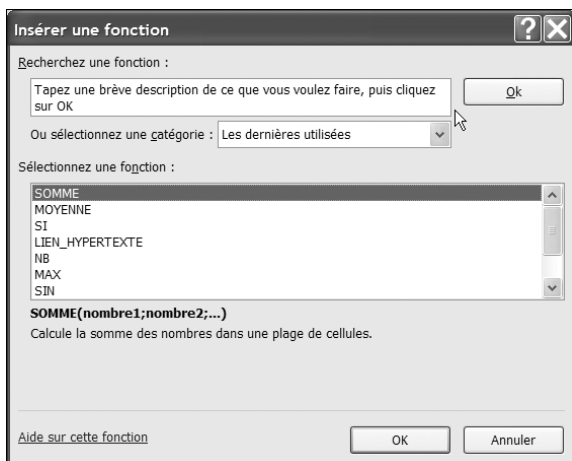 Insérer une fonction
Recherchez une fonction :
Tapez une brève description de ce que vous voulez faire, puis cliquez
sur OK
Ok
Ou sélectionnez une catégorie : Les dernières utilisées
Sélectionnez une fonction :
SOMME
MOYENNE
SI
LIEN_HYPERTEXTE
NB
MAX
SIN
SOMME(nombre1;nombre2;...)
Calcule la somme des nombres dans une plage de cellules.
Aide sur cette fonction
OK
Annuler